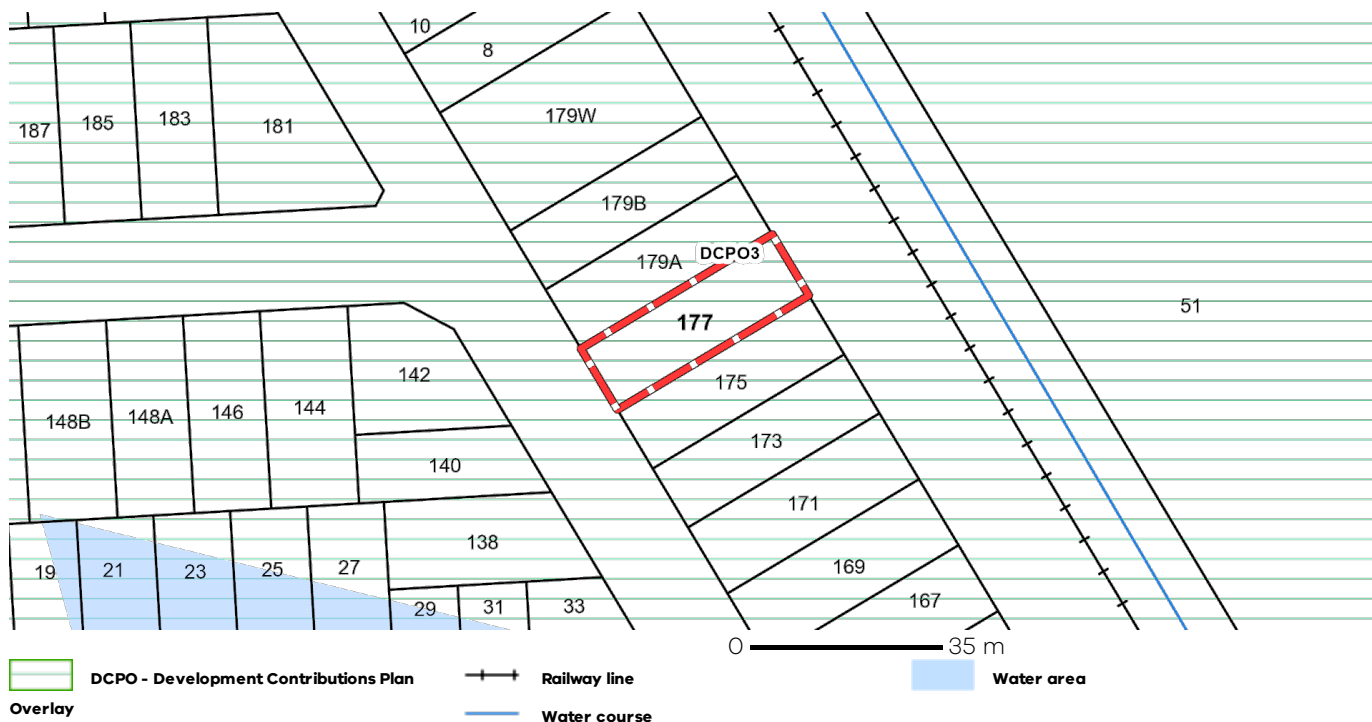 10
8
179W
187
185
183
181
179B
179A
DCPO3
177
51
142
175
148B
148A
146
144
173
140
171
138
19
21
23
25
27
169
29
31
33
167
0 35 m
DCPO - Development Contributions Plan
Overlay
Railway line
Water course
Water area